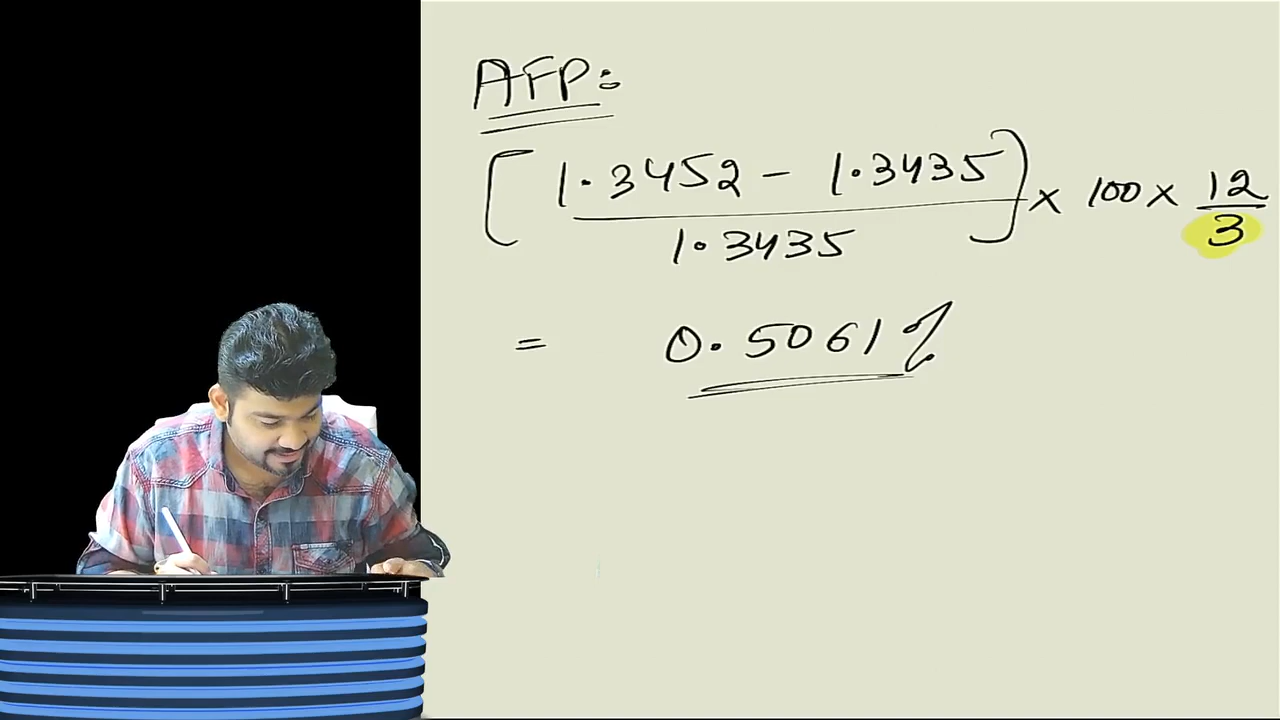 AFP:
[ 1.3452 - 1.3435 / 1.3435 ] x 100 x 12/3
= 0.5061 %